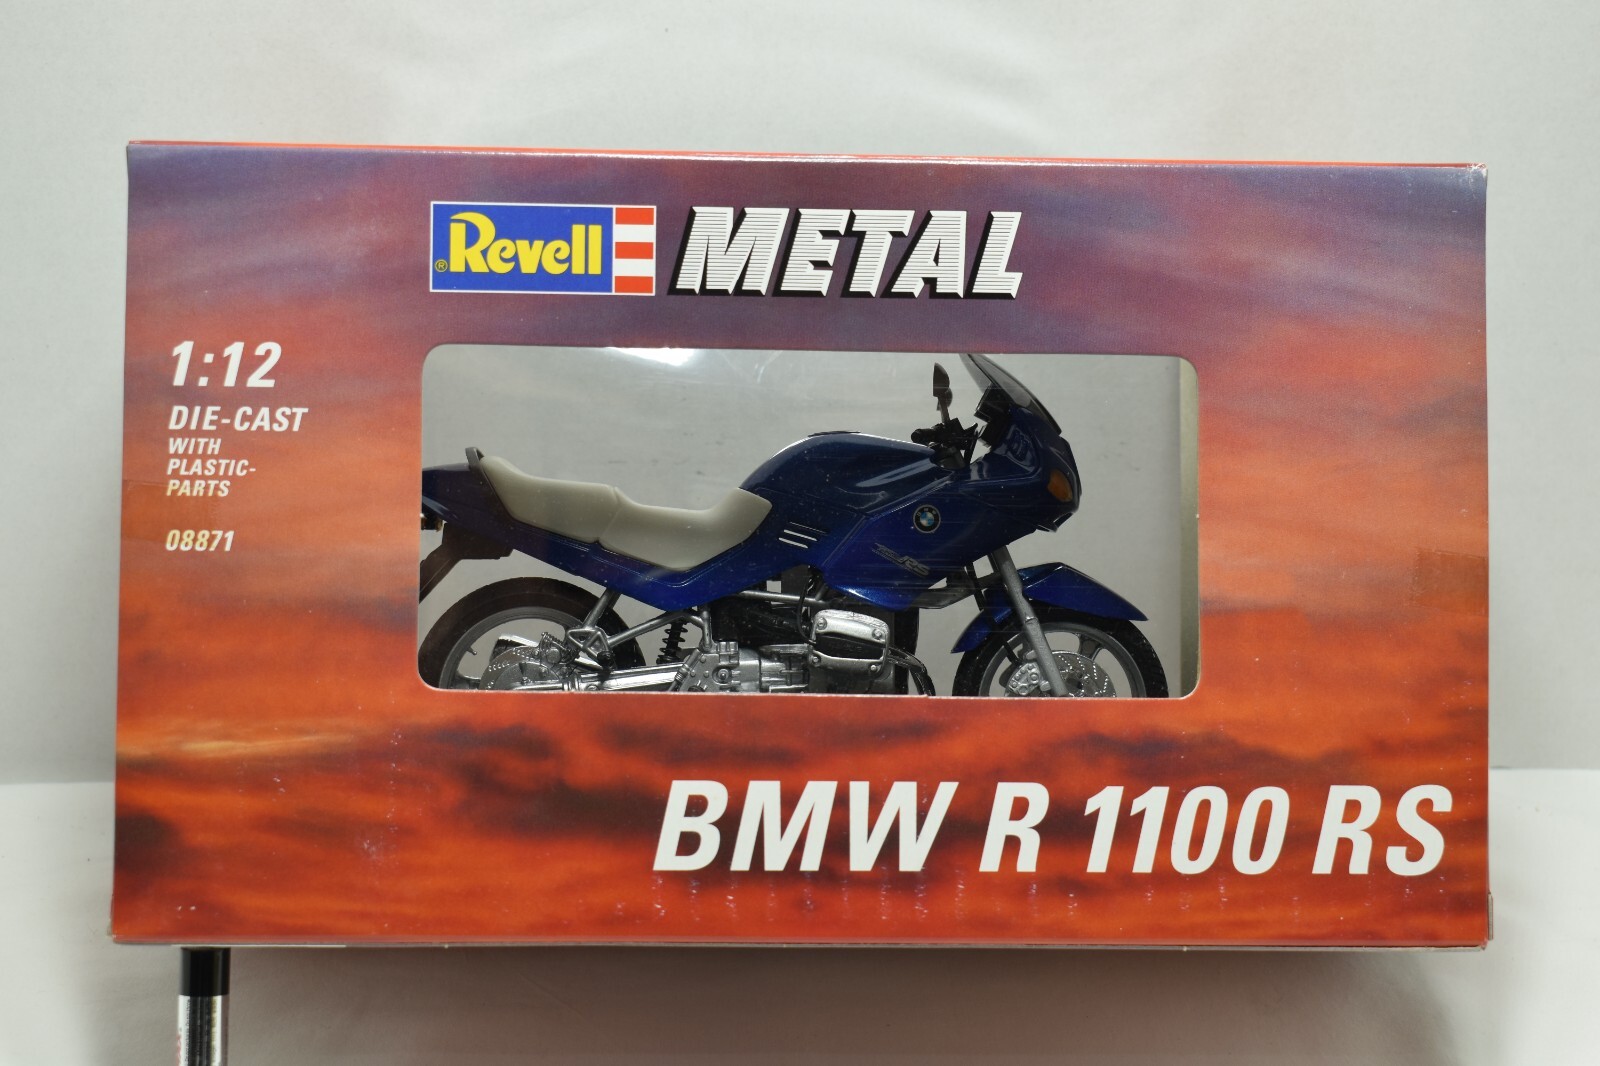 ®Revell METAL
1:12
DIE-CAST
WITH
PLASTIC-
PARTS
08871
BMW R 1100 RS